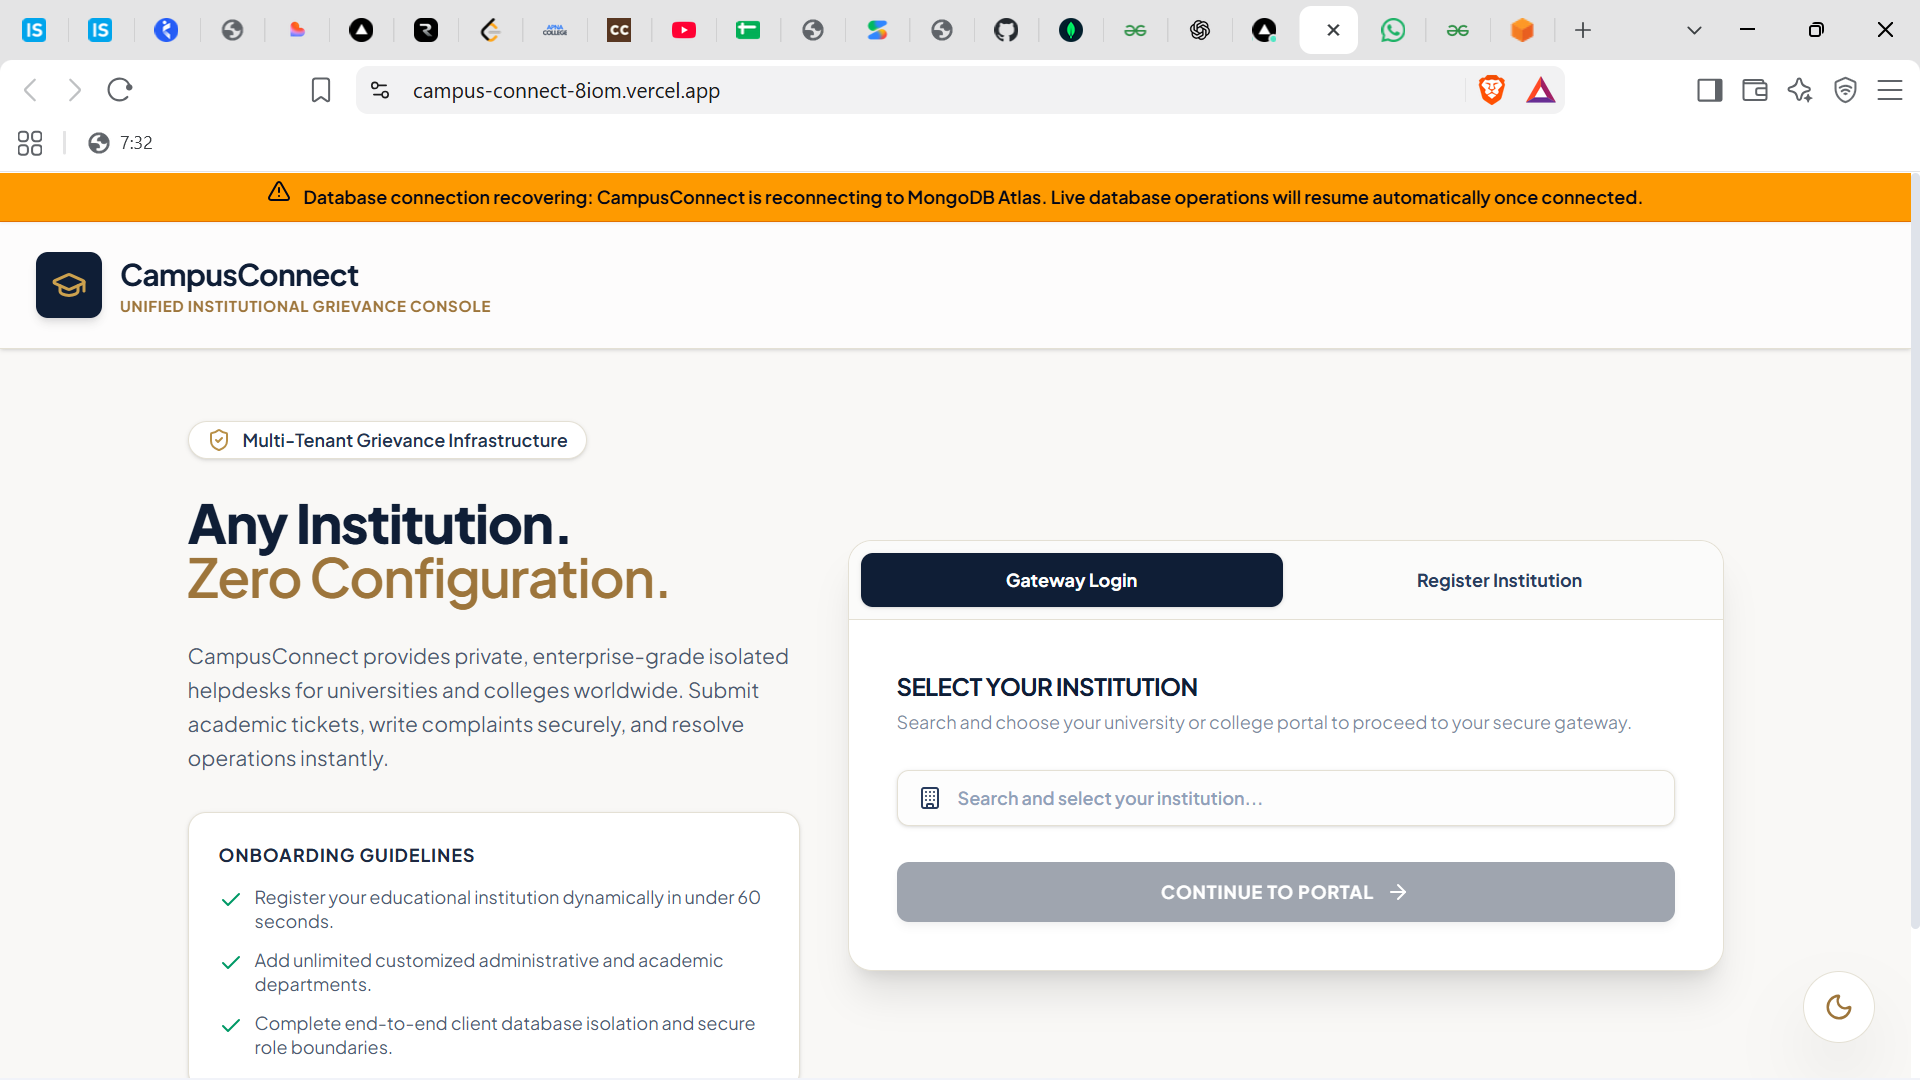 IS
IS
APNA
COLLEGE
CC
campus-connect-8iom.vercel.app
7:32
Database connection recovering: CampusConnect is reconnecting to MongoDB Atlas. Live database operations will resume automatically once connected.
CampusConnect
UNIFIED INSTITUTIONAL GRIEVANCE CONSOLE
Multi-Tenant Grievance Infrastructure
Any Institution.
Zero Configuration.
CampusConnect provides private, enterprise-grade isolated
helpdesks for universities and colleges worldwide. Submit
academic tickets, write complaints securely, and resolve
operations instantly.
ONBOARDING GUIDELINES
Register your educational institution dynamically in under 60
seconds.
Add unlimited customized administrative and academic
departments.
Complete end-to-end client database isolation and secure
role boundaries.
Gateway Login
Register Institution
SELECT YOUR INSTITUTION
Search and choose your university or college portal to proceed to your secure gateway.
Search and select your institution...
CONTINUE TO PORTAL